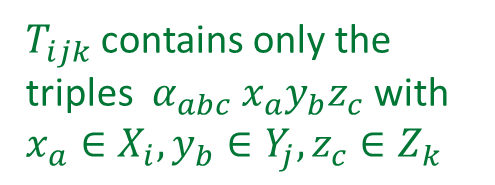 T_{ijk} contains only the
triples α_{abc} x_a y_b z_c with
x_a ∈ X_i, y_b ∈ Y_j, z_c ∈ Z_k